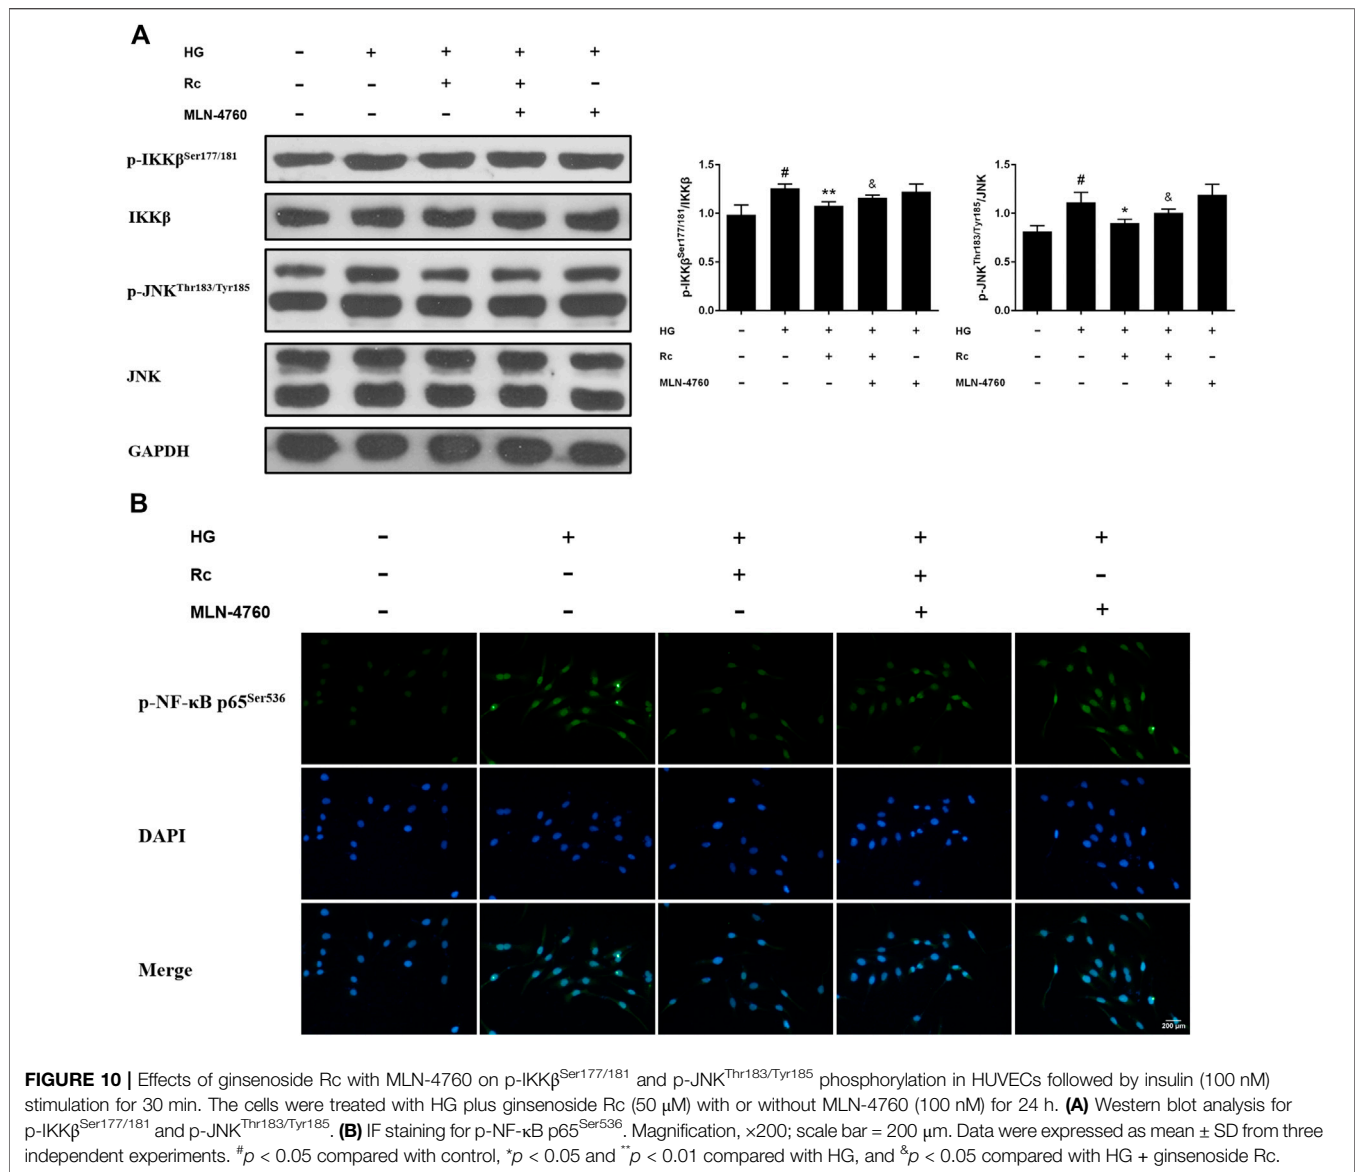 A
HG − + + + +
Rc − − + + −
MLN-4760 − − − + +
p-IKKβSer177/181
IKKβ
p-JNKThr183/Tyr185
JNK
GAPDH
p-IKKβSer177/181/IKKβ
1.5
1.0
0.5
0.0
# ** &
HG − + + + +
Rc − − + + −
MLN-4760 − − − + +
p-JNKThr183/Tyr185/JNK
1.5
1.0
0.5
0.0
# * &
HG − + + + +
Rc − − + + −
MLN-4760 − − − + +
B
HG − + + + +
Rc − − + + −
MLN-4760 − − − + +
p-NF-κB p65Ser536
DAPI
Merge
200 μm
FIGURE 10 | Effects of ginsenoside Rc with MLN-4760 on p-IKKβSer177/181 and p-JNKThr183/Tyr185 phosphorylation in HUVECs followed by insulin (100 nM)
stimulation for 30 min. The cells were treated with HG plus ginsenoside Rc (50 μM) with or without MLN-4760 (100 nM) for 24 h. (A) Western blot analysis for
p-IKKβSer177/181 and p-JNKThr183/Tyr185. (B) IF staining for p-NF-κB p65Ser536. Magnification, ×200; scale bar = 200 μm. Data were expressed as mean ± SD from three
independent experiments. #p < 0.05 compared with control, *p < 0.05 and **p < 0.01 compared with HG, and &p < 0.05 compared with HG + ginsenoside Rc.